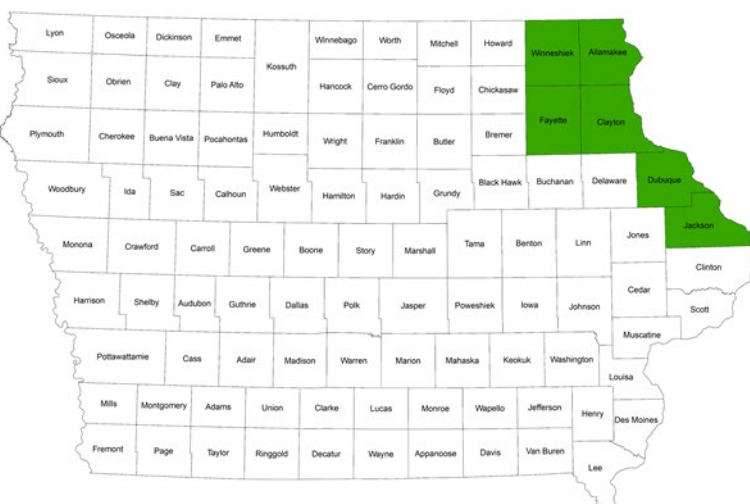 Lyon
Osceola
Dickinson
Emmet
Kossuth
Winnebago
Worth
Mitchell
Howard
Winneshiek
Allamakee
Sioux
Obrien
Clay
Palo Alto
Hancock
Cerro Gordo
Floyd
Chickasaw
Fayette
Clayton
Plymouth
Cherokee
Buena Vista
Pocahontas
Humboldt
Wright
Franklin
Butler
Bremer
Woodbury
Ida
Sac
Calhoun
Webster
Hamilton
Hardin
Grundy
Black Hawk
Buchanan
Delaware
Dubuque
Monona
Crawford
Carroll
Greene
Boone
Story
Marshall
Tama
Benton
Linn
Jones
Jackson
Clinton
Harrison
Shelby
Audubon
Guthrie
Dallas
Polk
Jasper
Poweshiek
Iowa
Johnson
Cedar
Scott
Muscatine
Pottawattamie
Cass
Adair
Madison
Warren
Marion
Mahaska
Keokuk
Washington
Louisa
Mills
Montgomery
Adams
Union
Clarke
Lucas
Monroe
Wapello
Jefferson
Henry
Des Moines
Fremont
Page
Taylor
Ringgold
Decatur
Wayne
Appanoose
Davis
Van Buren
Lee